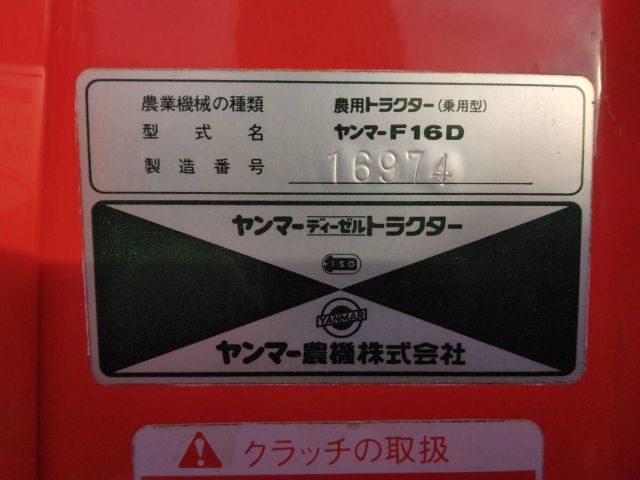 農業機械の種類 農用トラクター(乗用型)
型式名 ヤンマーF16D
製造番号 16974
ヤンマーディーゼルトラクター
ISO
YANMAR
ヤンマー農機株式会社
クラッチの取扱